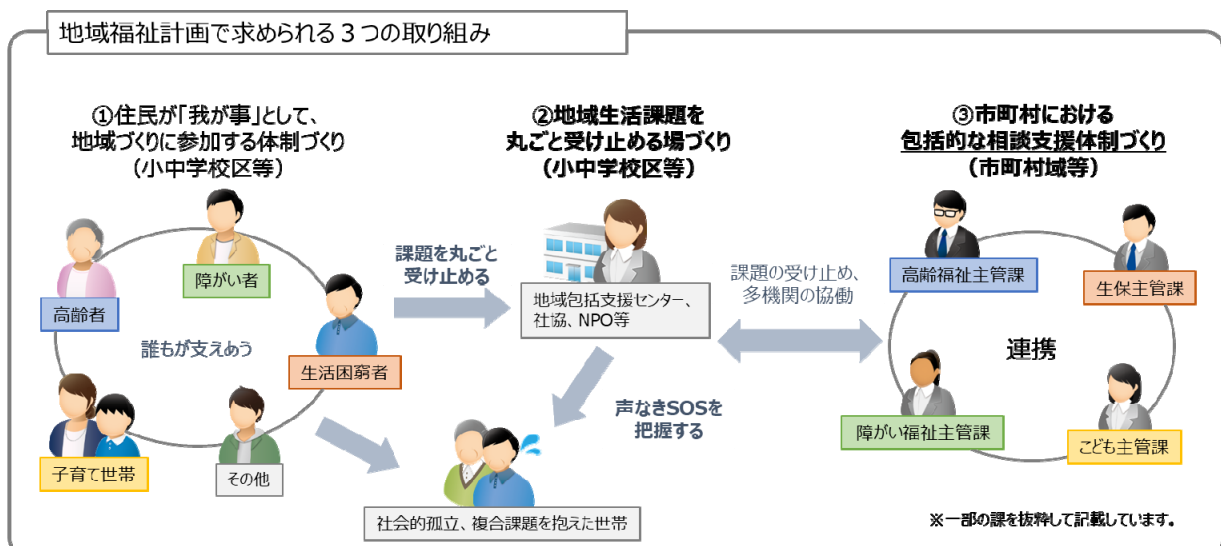 地域福祉計画で求められる3つの取り組み
①住民が「我が事」として、
地域づくりに参加する体制づくり
(小中学校区等)
高齢者
障がい者
生活困窮者
誰もが支えあう
子育て世帯
その他
課題を丸ごと
受け止める
②地域生活課題を
丸ごと受け止める場づくり
(小中学校区等)
地域包括支援センター、
社協、NPO等
声なきSOSを
把握する
社会的孤立、複合課題を抱えた世帯
課題の受け止め、
多機関の協働
③市町村における
包括的な相談支援体制づくり
(市町村域等)
高齢福祉主管課
生保主管課
連携
障がい福祉主管課
こども主管課
※一部の課を抜粋して記載しています。